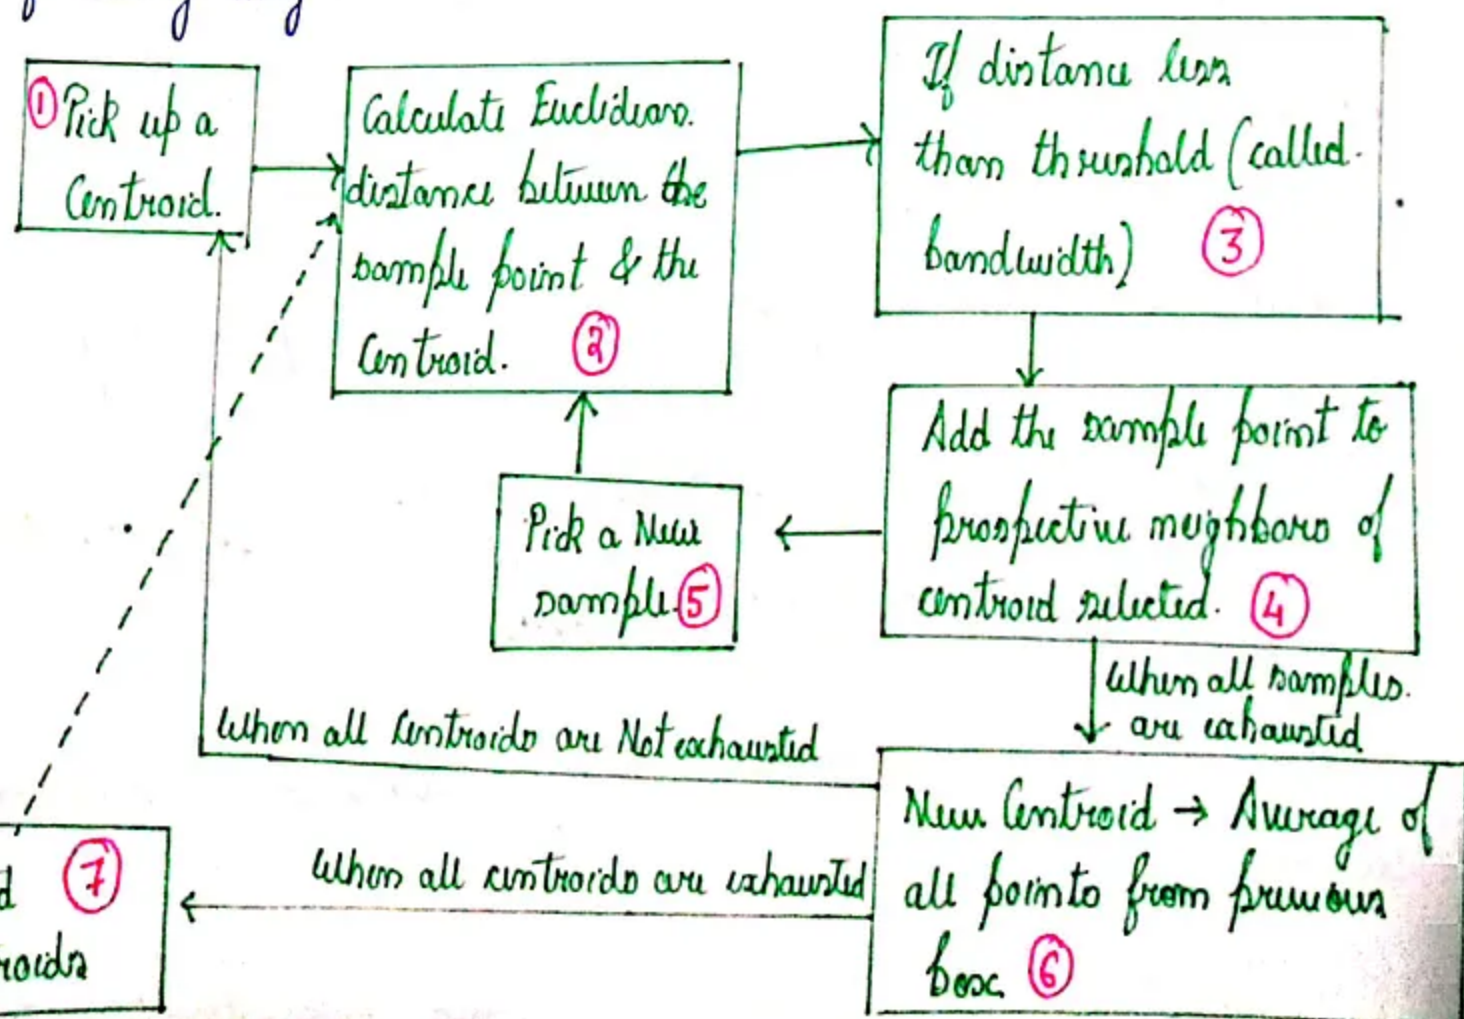 ① Pick up a
Centroid.
Calculate Euclidean.
distance between the
sample point & the
Centroid. ②
If distance less
than threshold (called.
bandwidth) ③
Add the sample point to
prospective neighbors of
centroid selected. ④
Pick a New
sample. ⑤
When all samples.
are exhausted
When all Centroids are Not exhausted
New Centroid → Average of
all points from previous
box ⑥
When all centroids are exhausted
⑦